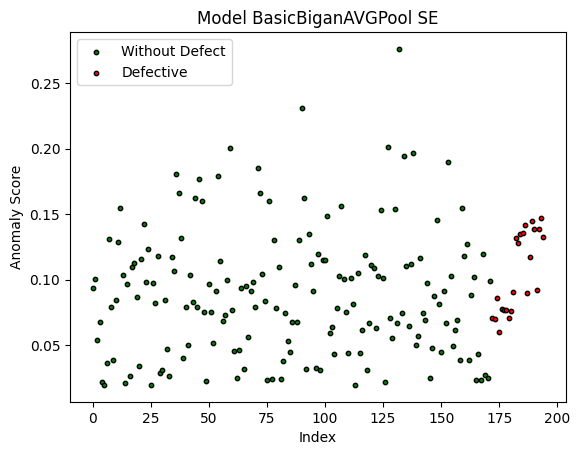 Model BasicBiganAVGPool SE
Without Defect
Defective
Anomaly Score
0.25
0.20
0.15
0.10
0.05
0 25 50 75 100 125 150 175 200
Index